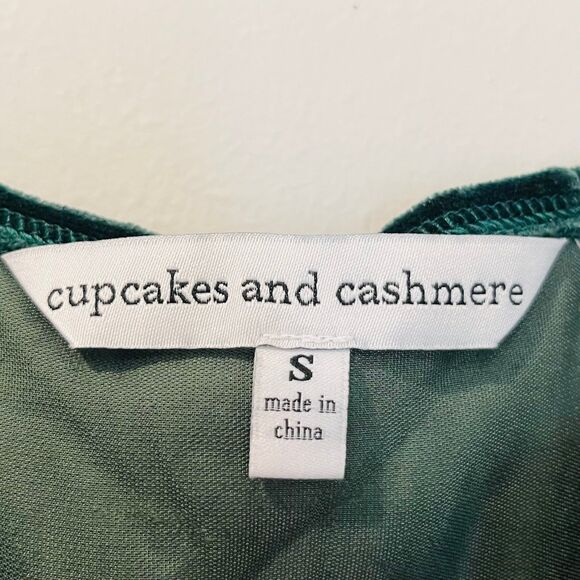 cupcakes and cashmere
S
made in
china